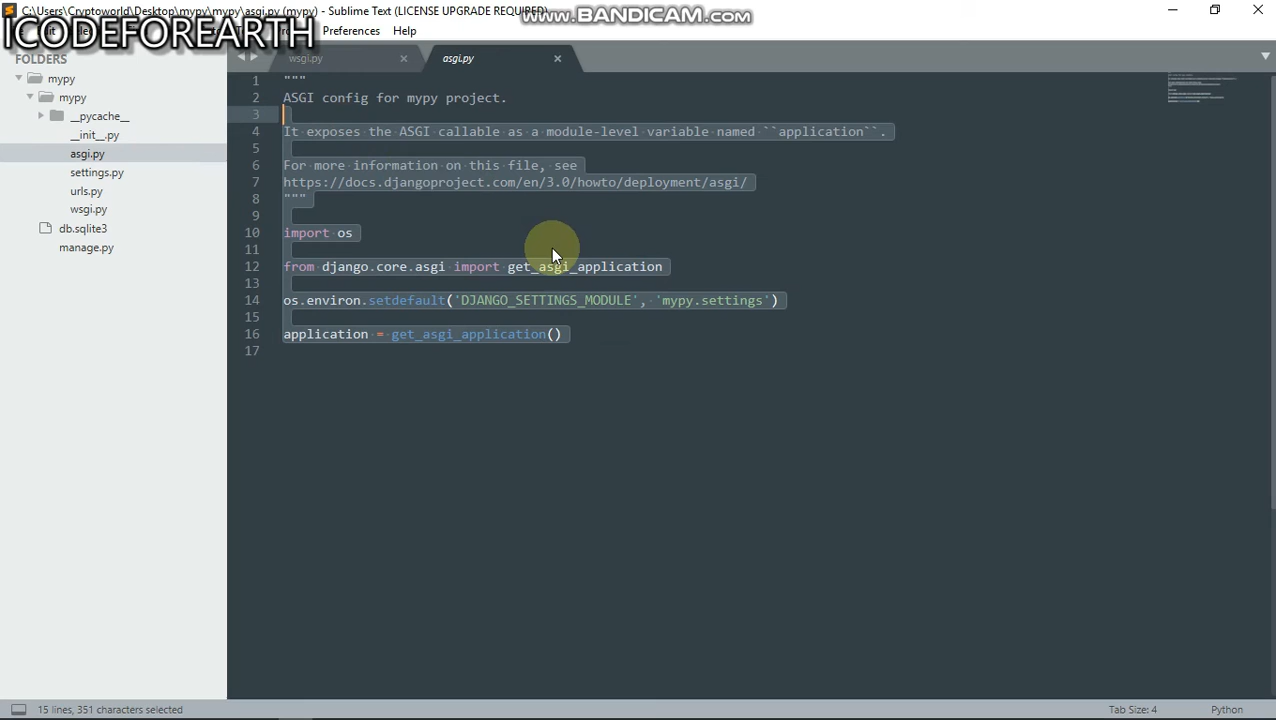 C:\Users\Cryptoworld\Desktop\mypy\mypy\asgi.py (mypy) - Sublime Text (LICENSE UPGRADE REQUIRED)
www.BANDICAM.com
ICODEFOREARTH
Preferences Help
FOLDERS
mypy
mypy
__pycache__
__init__.py
asgi.py
settings.py
urls.py
wsgi.py
db.sqlite3
manage.py
wsgi.py × asgi.py ×
1 """
2 ASGI config for mypy project.
3
4 It exposes the ASGI callable as a module-level variable named ``application``.
5
6 For more information on this file, see
7 https://docs.djangoproject.com/en/3.0/howto/deployment/asgi/
8 """
9
10 import os
11
12 from django.core.asgi import get_asgi_application
13
14 os.environ.setdefault('DJANGO_SETTINGS_MODULE', 'mypy.settings')
15
16 application = get_asgi_application()
17
15 lines, 351 characters selected
Tab Size: 4 Python